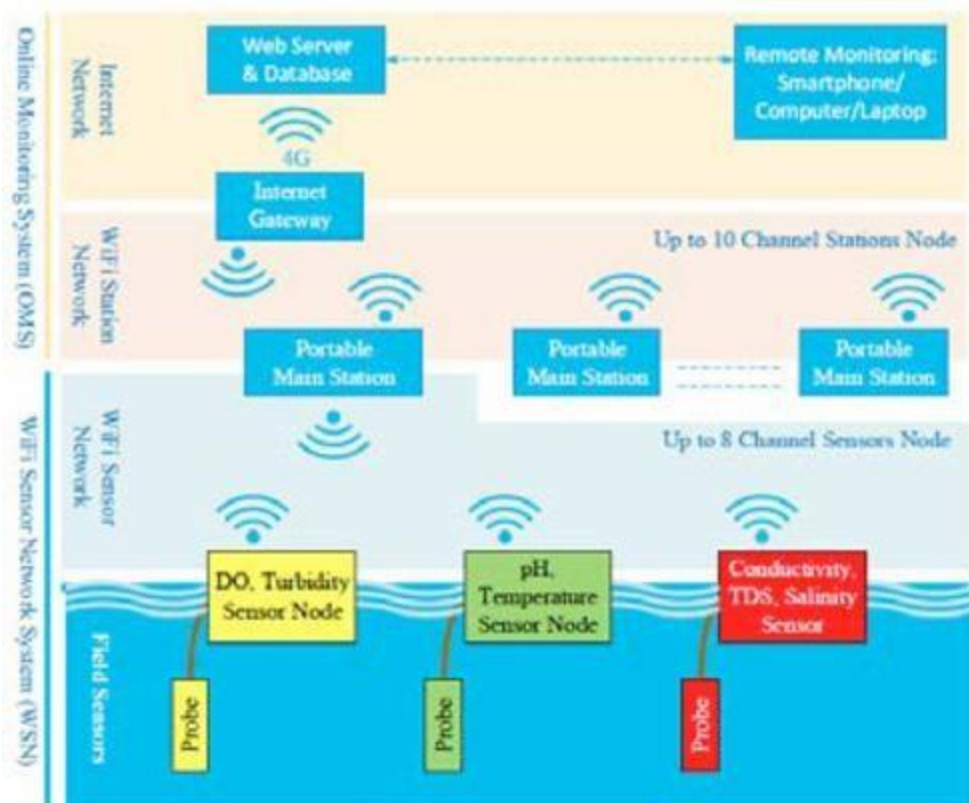 Online Monitoring System (OMS)
Internet
Network
Web Server
& Database
Remote Monitoring:
Smartphone/
Computer/Laptop
4G
Internet
Gateway
WiFi Station
Network
Up to 10 Channel Stations Node
Portable
Main Station
Portable
Main Station
Portable
Main Station
WiFi Sensor Network System (WSN)
WiFi Sensor
Network
Up to 8 Channel Sensors Node
DO, Turbidity
Sensor Node
pH,
Temperature
Sensor Node
Conductivity,
TDS, Salinity
Sensor
Field Sensors
Probe
Probe
Probe